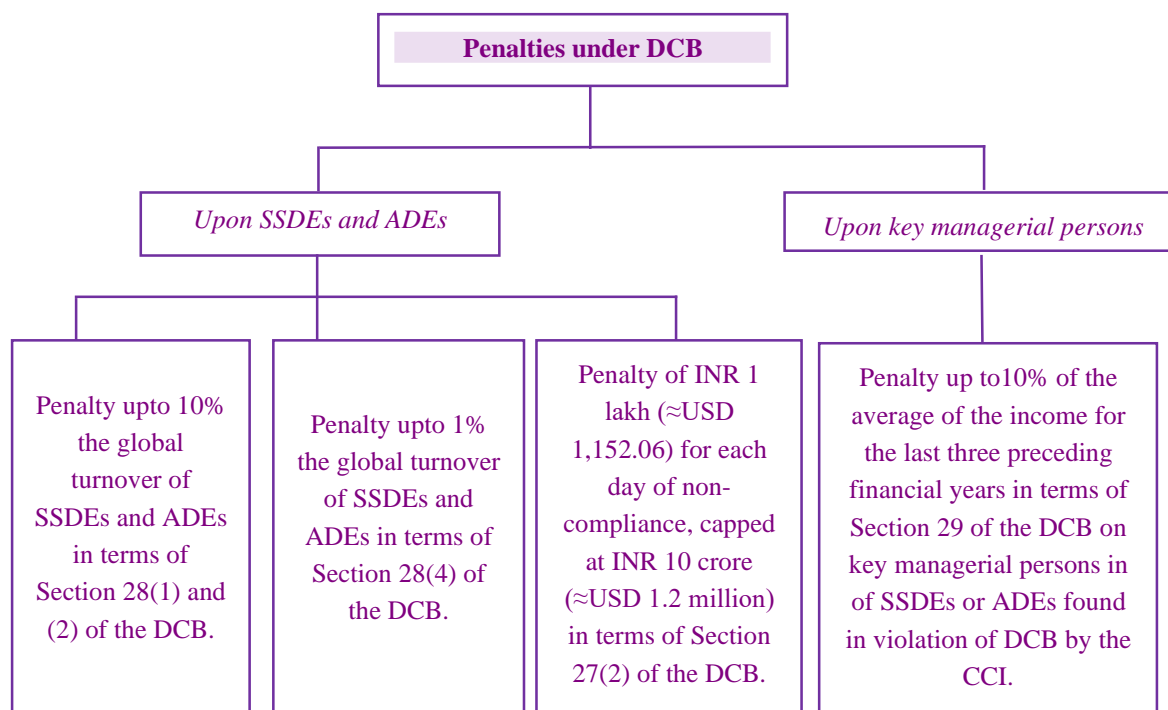 Penalties under DCB
Upon SSDEs and ADEs
Upon key managerial persons
Penalty upto 10%
the global
turnover of
SSDEs and ADEs
in terms of
Section 28(1) and
(2) of the DCB.
Penalty upto 1%
the global turnover
of SSDEs and
ADEs in terms of
Section 28(4) of
the DCB.
Penalty of INR 1
lakh (≈USD
1,152.06) for each
day of non-
compliance, capped
at INR 10 crore
(≈USD 1.2 million)
in terms of Section
27(2) of the DCB.
Penalty up to10% of the
average of the income for
the last three preceding
financial years in terms of
Section 29 of the DCB on
key managerial persons in
of SSDEs or ADEs found
in violation of DCB by the
CCI.